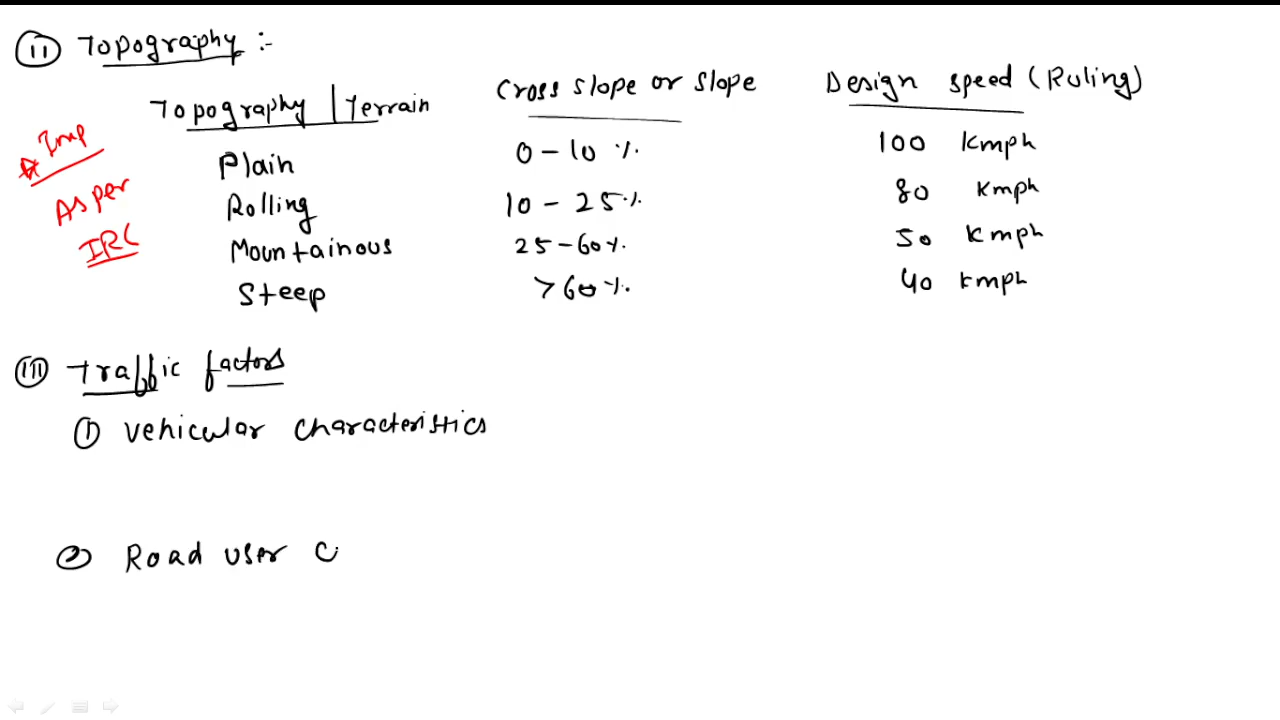 (ii) Topography :-
Topography | Terrain Cross slope or slope Design speed (Ruling)
* Imp
Plain 0 - 10 % 100 Kmph
As per
Rolling 10 - 25 % 80 Kmph
IRC
Mountainous 25 - 60 % 50 Kmph
Steep > 60 % 40 kmph
(iii) Traffic factors
(1) Vehicular characteristics
(2) Road user C